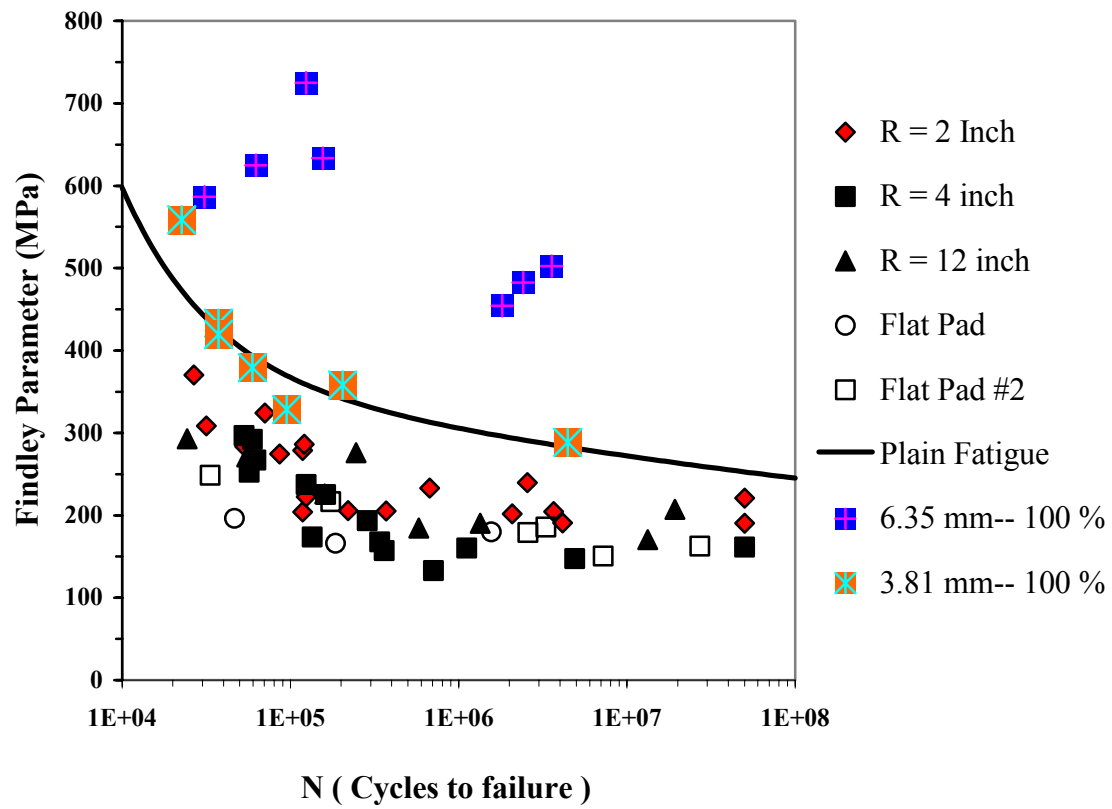 800
700
600
500
400
300
200
100
0
Findley Parameter (MPa)
1E+04 1E+05 1E+06 1E+07 1E+08
N ( Cycles to failure )
R = 2 Inch
R = 4 inch
R = 12 inch
Flat Pad
Flat Pad #2
Plain Fatigue
6.35 mm-- 100 %
3.81 mm-- 100 %